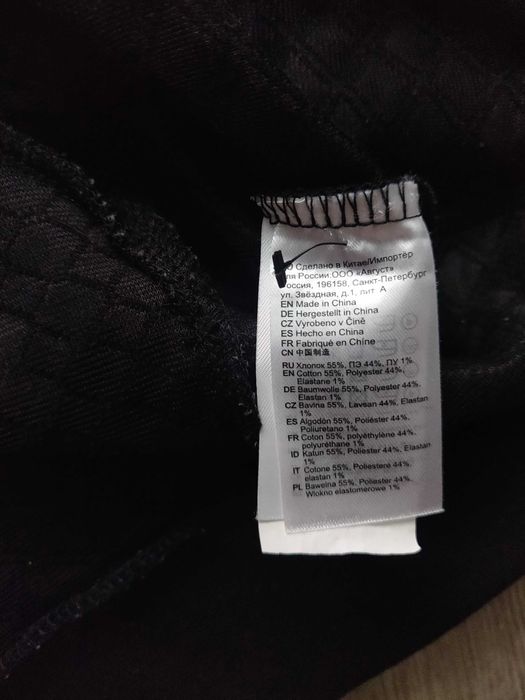 Сделано в Китае/Импортёр
для России:ООО «Август»
Россия, 196158, Санкт-Петербург
ул. Звёздная, д.1, лит. А
EN Made in China
DE Hergestellt in China
CZ Vyrobeno v Číně
ES Hecho en China
FR Fabriqué en Chine
CN 中国制造
RU Хлопок 55%, ПЭ 44%, ПУ 1%
EN Cotton 55%, Polyester 44%,
Elastane 1%
DE Baumwolle 55%, Polyester 44%,
Elastan 1%
CZ Bavlna 55%, Lavsan 44%, Elastan
1%
ES Algodón 55%, Poliéster 44%,
Poliuretano 1%
FR Coton 55%, polyéthylène 44%,
polyuréthane 1%
ID Katun 55%, Poliester 44%, Elastan
1%
IT Cotone 55%, Poliestere 44%,
elastan 1%
PL Bawełna 55%, Poliester 44%,
Włokno elastomerowe 1%